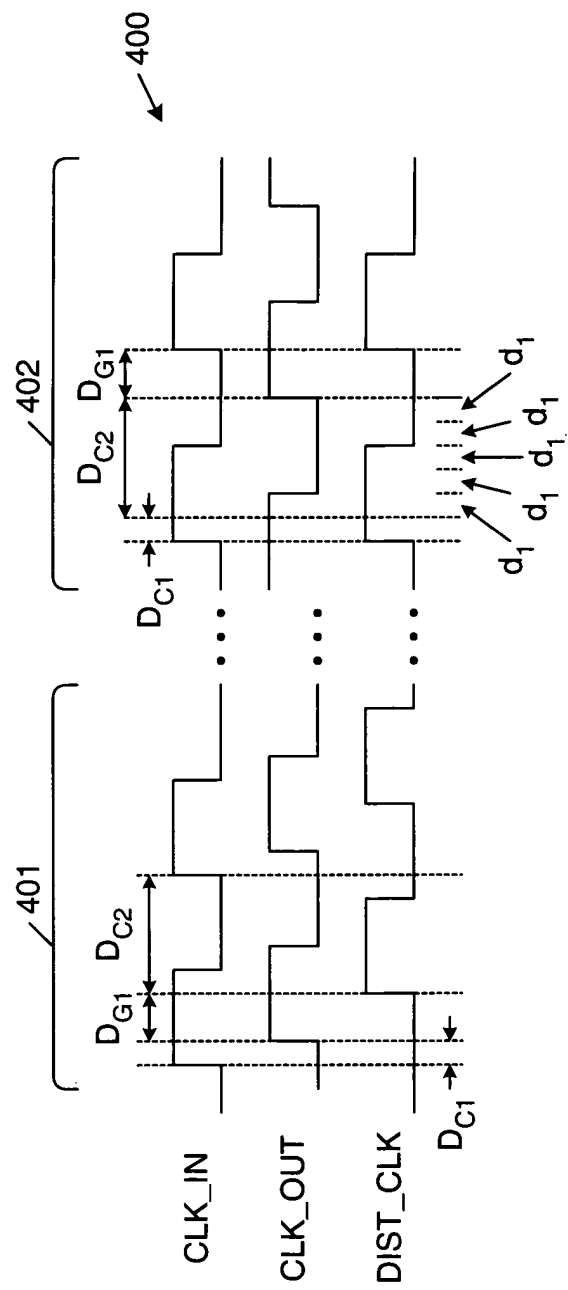 400
401
402
D_G1
D_C2
D_C1
D_C2
D_G1
D_C1
CLK_IN
CLK_OUT
DIST_CLK
d_1
d_1
d_1
d_1
d_1